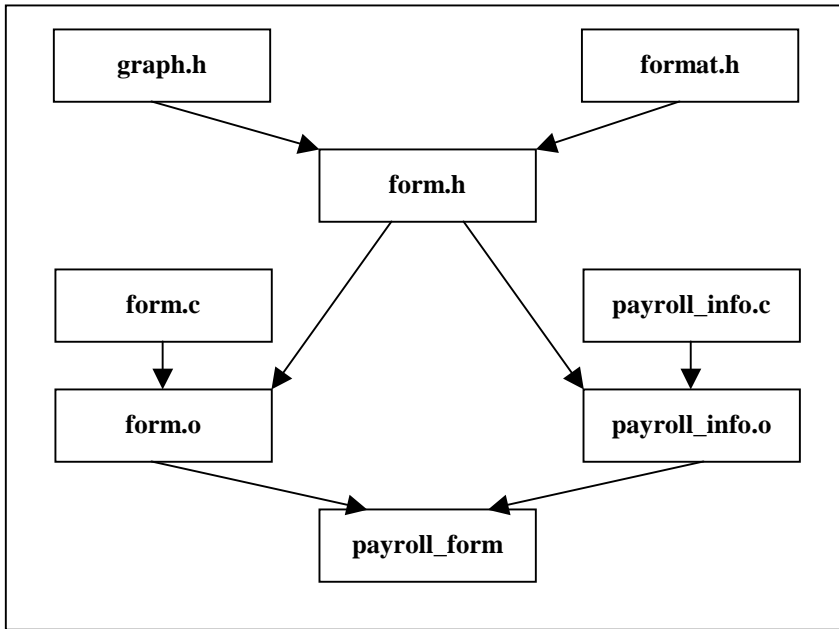 graph.h
format.h
form.h
form.c
payroll_info.c
form.o
payroll_info.o
payroll_form